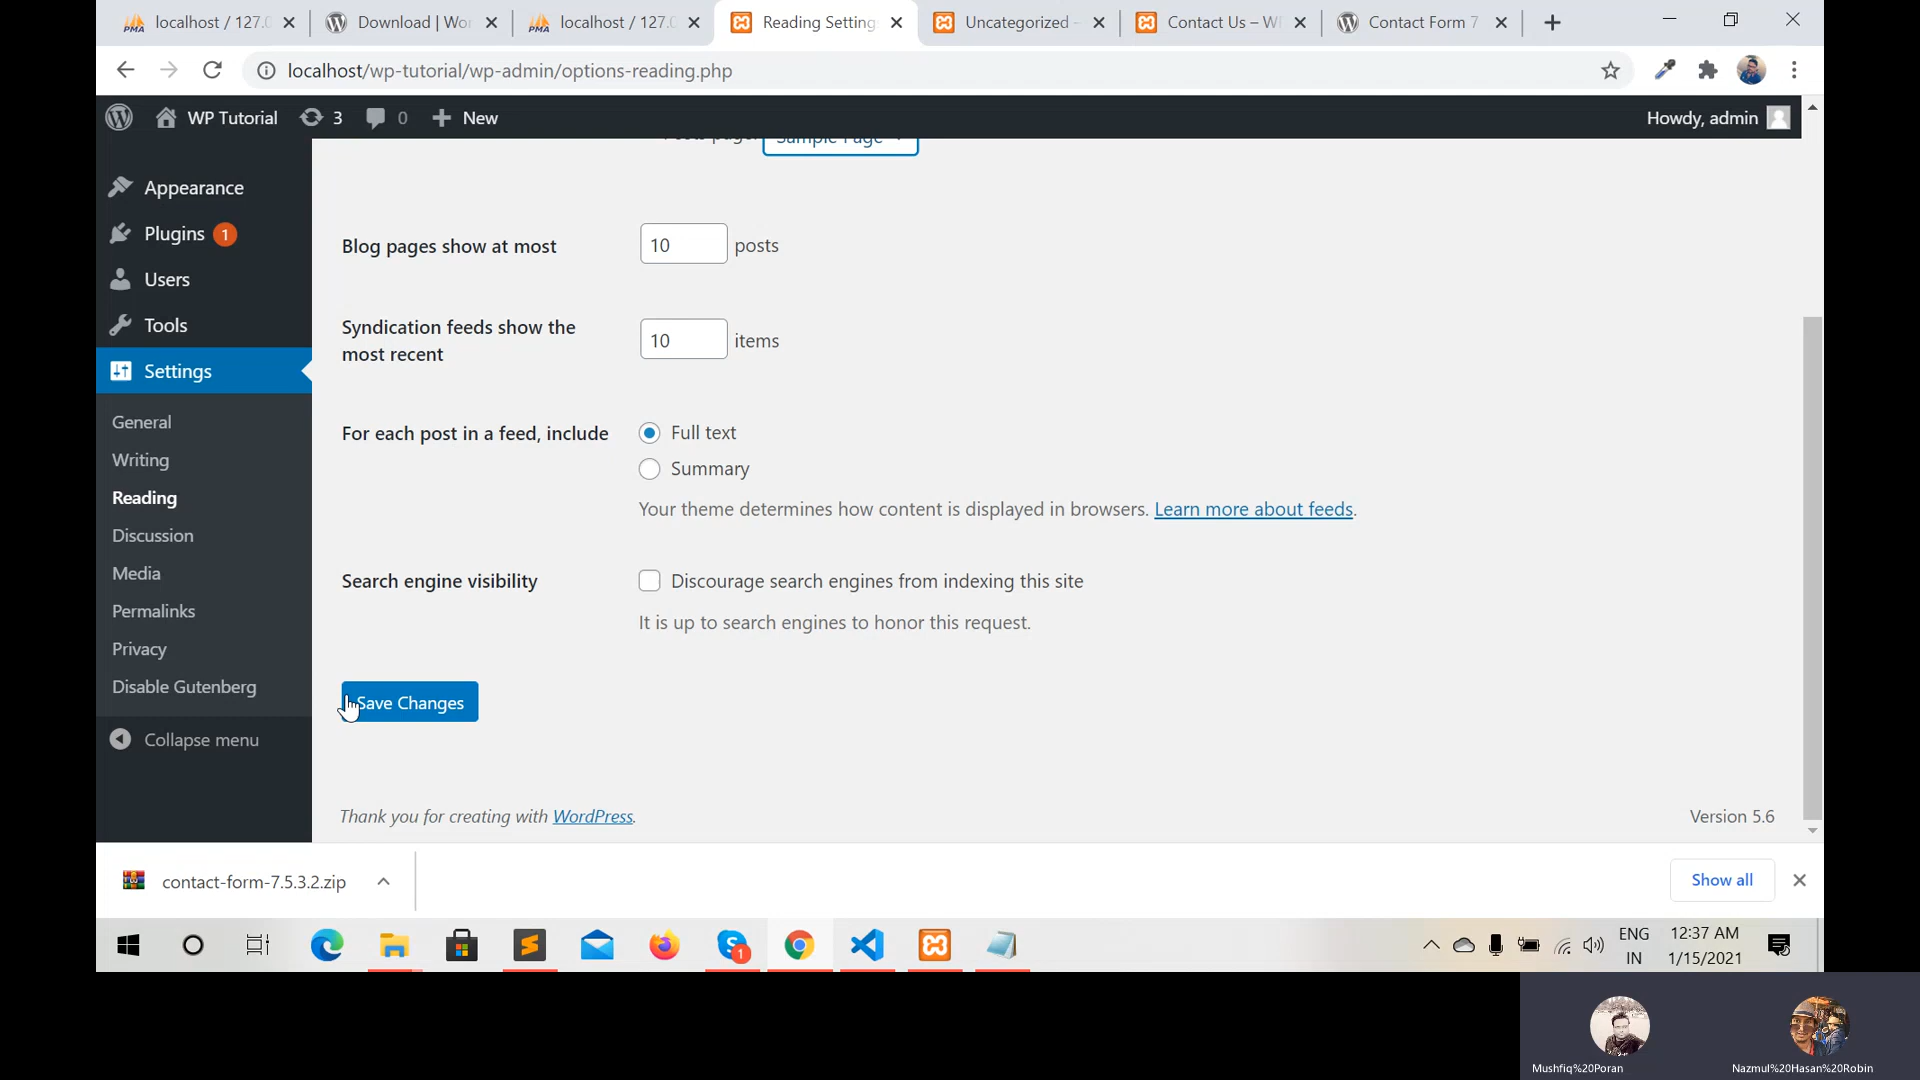 localhost / 127.0
Download | Wor
localhost / 127.0
Reading Setting
Uncategorized –
Contact Us – W
Contact Form 7
localhost/wp-tutorial/wp-admin/options-reading.php
WP Tutorial
3
0
New
Howdy, admin
Posts page:
Sample Page
Appearance
Plugins 1
Users
Tools
Settings
General
Writing
Reading
Discussion
Media
Permalinks
Privacy
Disable Gutenberg
Collapse menu
Blog pages show at most
10 posts
Syndication feeds show the
most recent
10 items
For each post in a feed, include
Full text
Summary
Your theme determines how content is displayed in browsers. Learn more about feeds.
Search engine visibility
Discourage search engines from indexing this site
It is up to search engines to honor this request.
Save Changes
Thank you for creating with WordPress.
Version 5.6
contact-form-7.5.3.2.zip
Show all
1
ENG
IN
12:37 AM
1/15/2021
Mushfiq%20Poran
Nazmul%20Hasan%20Robin